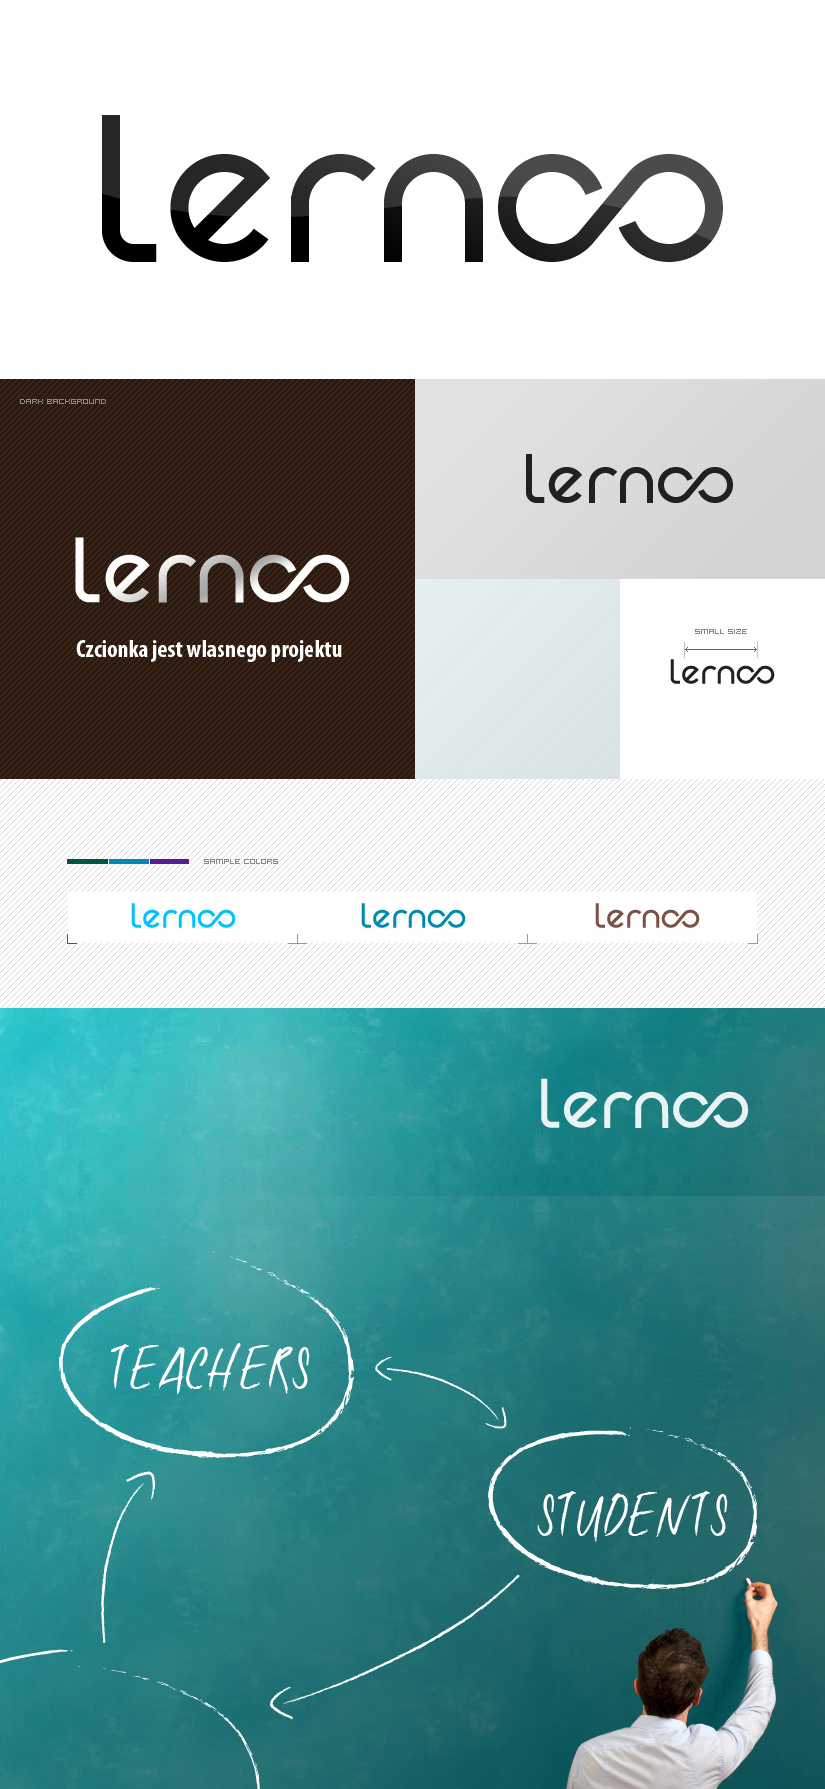 lernoo
DARK BACKGROUND
lernoo
Czcionka jest wlasnego projektu
lernoo
SMALL SIZE
lernoo
SAMPLE COLORS
lernoo
lernoo
lernoo
lernoo
TEACHERS
STUDENTS